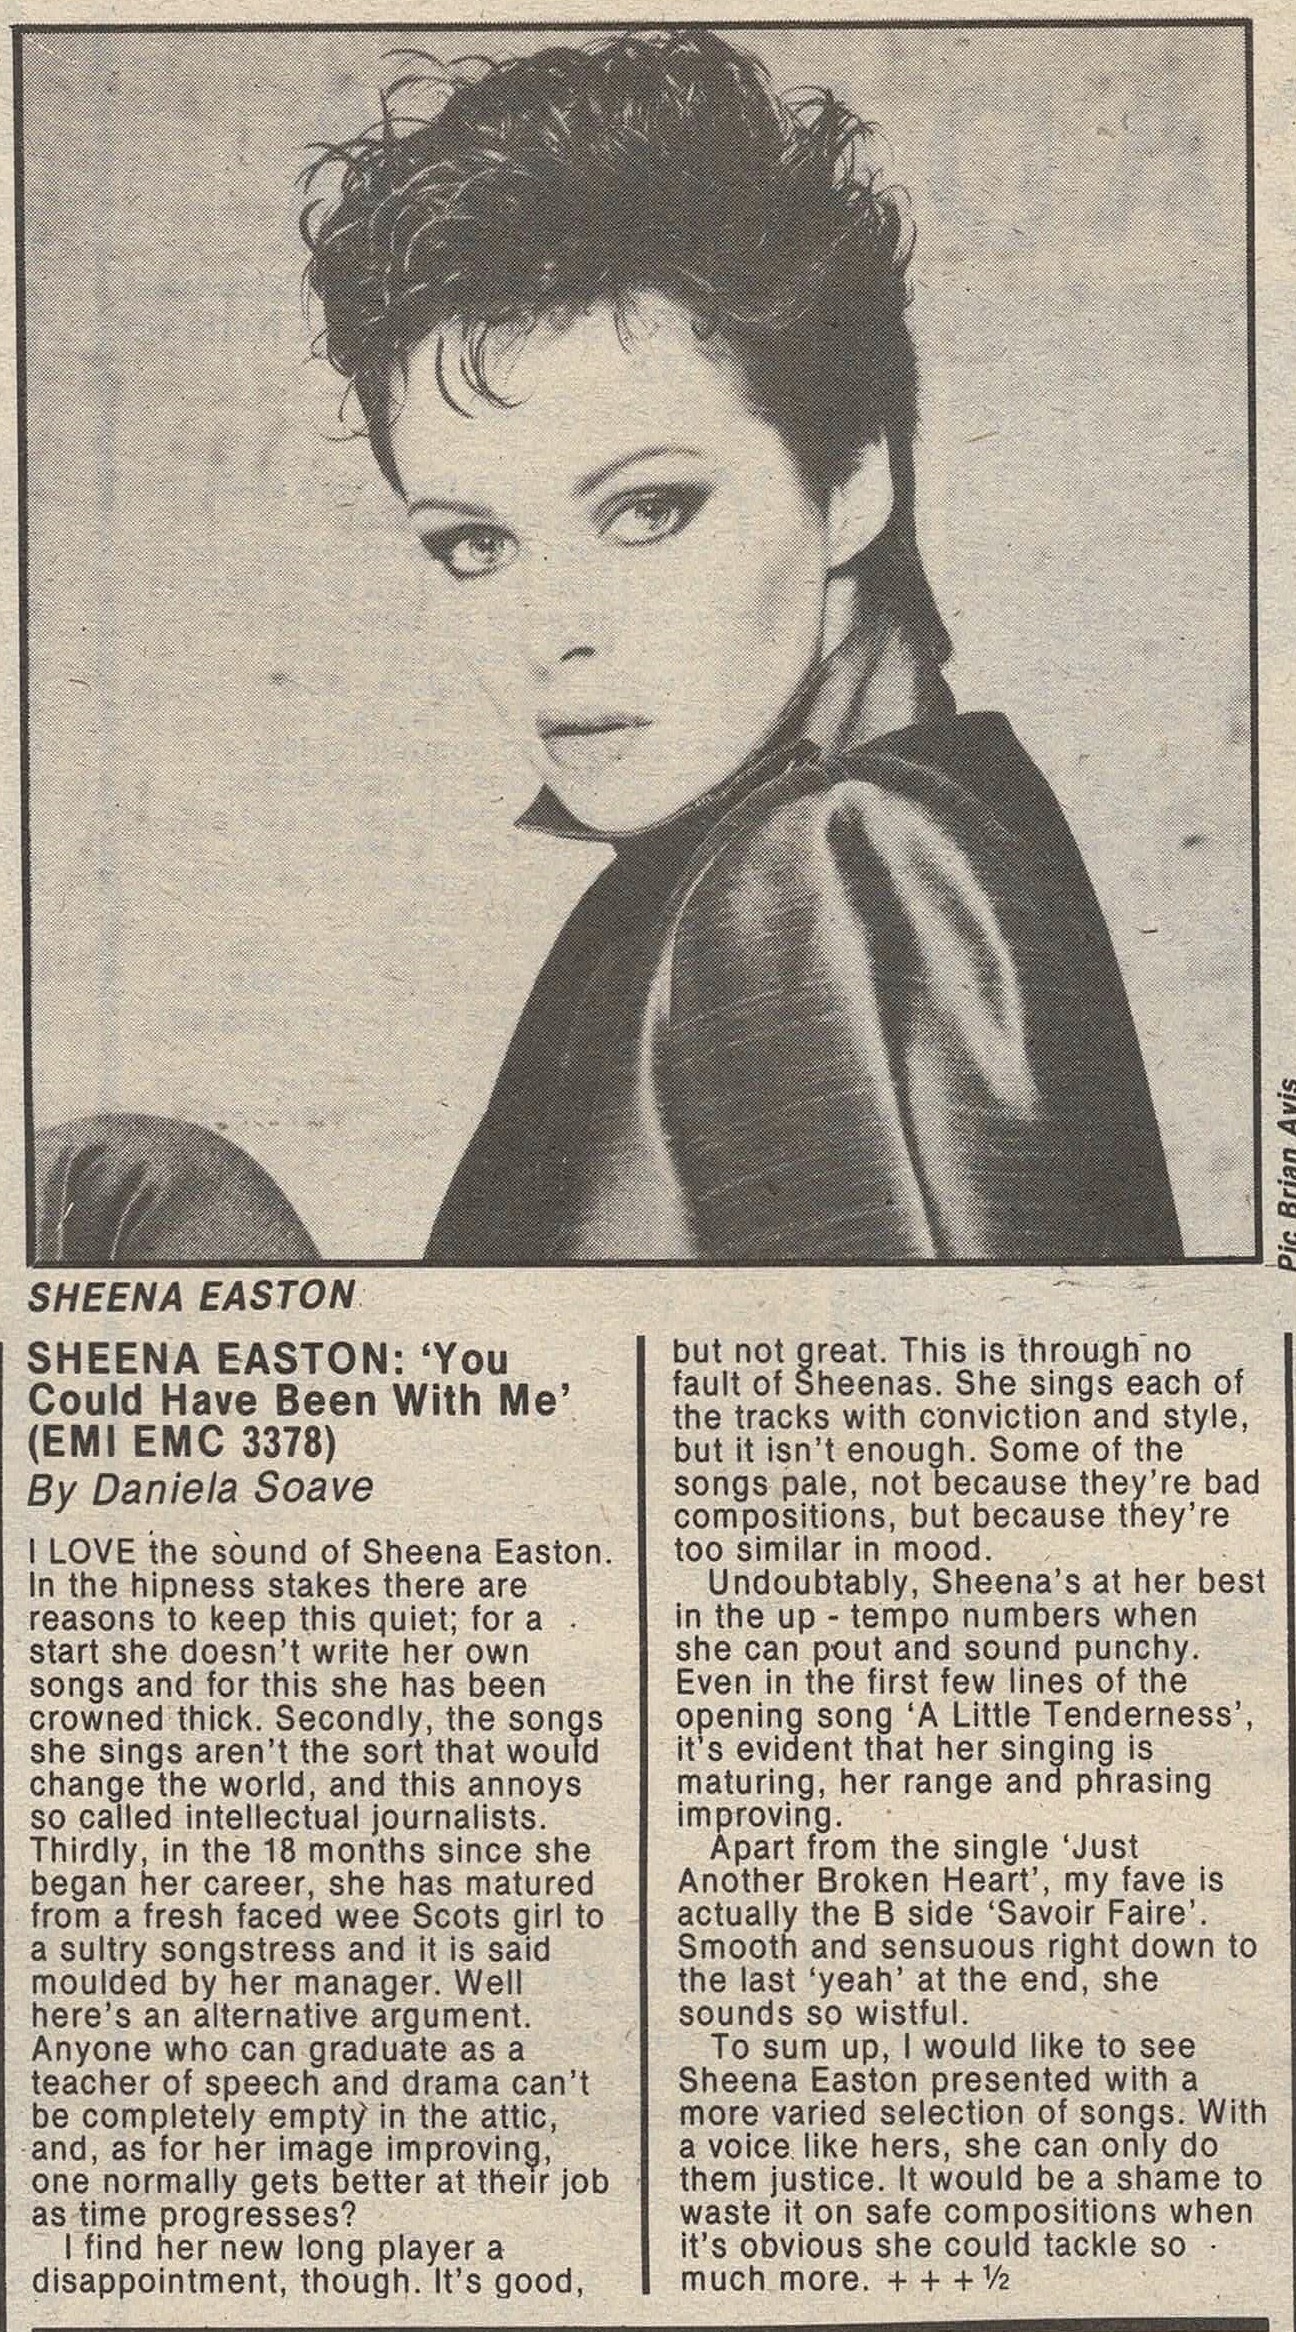 Pic Brian Avis
SHEENA EASTON
SHEENA EASTON: ‘You
Could Have Been With Me’
(EMI EMC 3378)
By Daniela Soave
I LOVE the sound of Sheena Easton.
In the hipness stakes there are
reasons to keep this quiet; for a
start she doesn’t write her own
songs and for this she has been
crowned thick. Secondly, the songs
she sings aren’t the sort that would
change the world, and this annoys
so called intellectual journalists.
Thirdly, in the 18 months since she
began her career, she has matured
from a fresh faced wee Scots girl to
a sultry songstress and it is said
moulded by her manager. Well
here’s an alternative argument.
Anyone who can graduate as a
teacher of speech and drama can’t
be completely empty in the attic,
and, as for her image improving,
one normally gets better at their job
as time progresses?
I find her new long player a
disappointment, though. It’s good,
but not great. This is through no
fault of Sheenas. She sings each of
the tracks with conviction and style,
but it isn’t enough. Some of the
songs pale, not because they’re bad
compositions, but because they’re
too similar in mood.
Undoubtably, Sheena’s at her best
in the up - tempo numbers when
she can pout and sound punchy.
Even in the first few lines of the
opening song ‘A Little Tenderness’,
it’s evident that her singing is
maturing, her range and phrasing
improving.
Apart from the single ‘Just
Another Broken Heart’, my fave is
actually the B side ‘Savoir Faire’.
Smooth and sensuous right down to
the last ‘yeah’ at the end, she
sounds so wistful.
To sum up, I would like to see
Sheena Easton presented with a
more varied selection of songs. With
a voice like hers, she can only do
them justice. It would be a shame to
waste it on safe compositions when
it’s obvious she could tackle so
much more. + + + ½